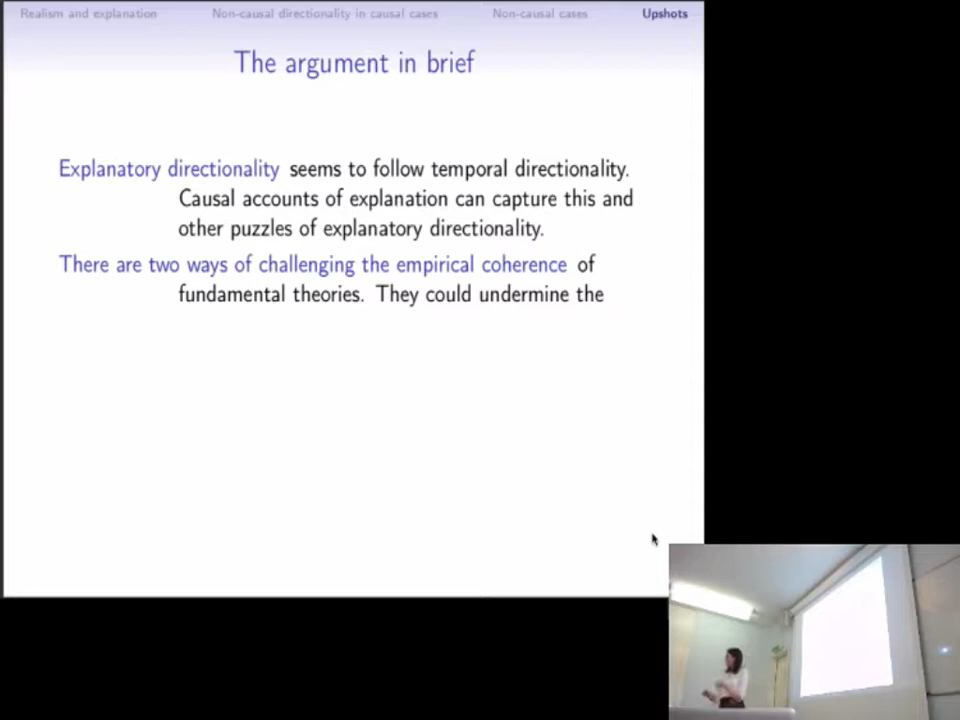 Realism and explanation Non-causal directionality in causal cases Non-causal cases Upshots
The argument in brief
Explanatory directionality seems to follow temporal directionality.
Causal accounts of explanation can capture this and
other puzzles of explanatory directionality.
There are two ways of challenging the empirical coherence of
fundamental theories. They could undermine the